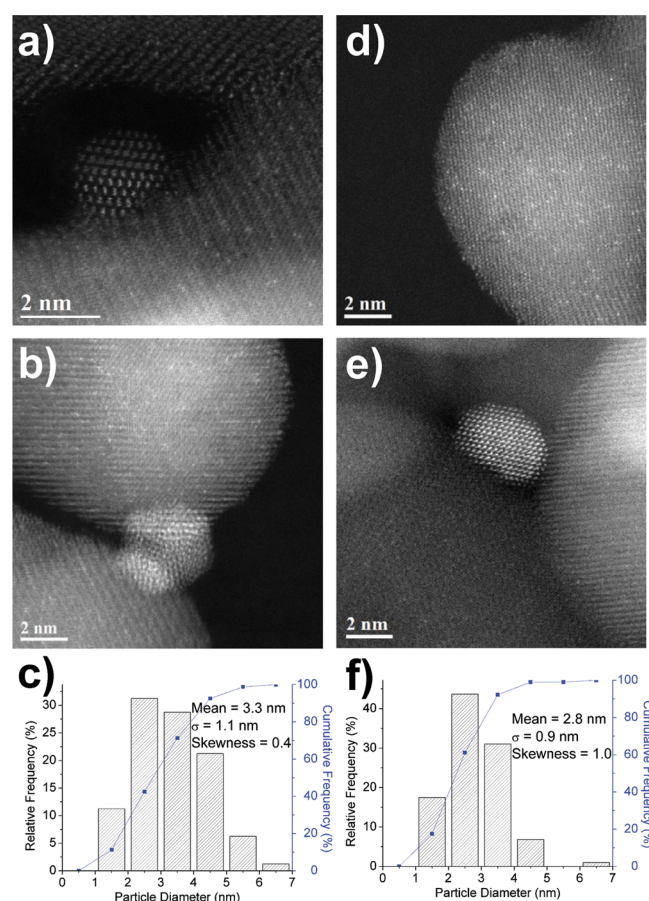 a)
2 nm
d)
2 nm
b)
2 nm
e)
2 nm
c)
Mean = 3.3 nm
σ = 1.1 nm
Skewness = 0.4
Relative Frequency (%)
0
5
10
15
20
25
30
Cumulative Frequency (%)
0
20
40
60
80
100
0 1 2 3 4 5 6 7
Particle Diameter (nm)
f)
Mean = 2.8 nm
σ = 0.9 nm
Skewness = 1.0
Relative Frequency (%)
0
10
20
30
40
Cumulative Frequency (%)
0
20
40
60
80
100
0 1 2 3 4 5 6 7
Particle Diameter (nm)